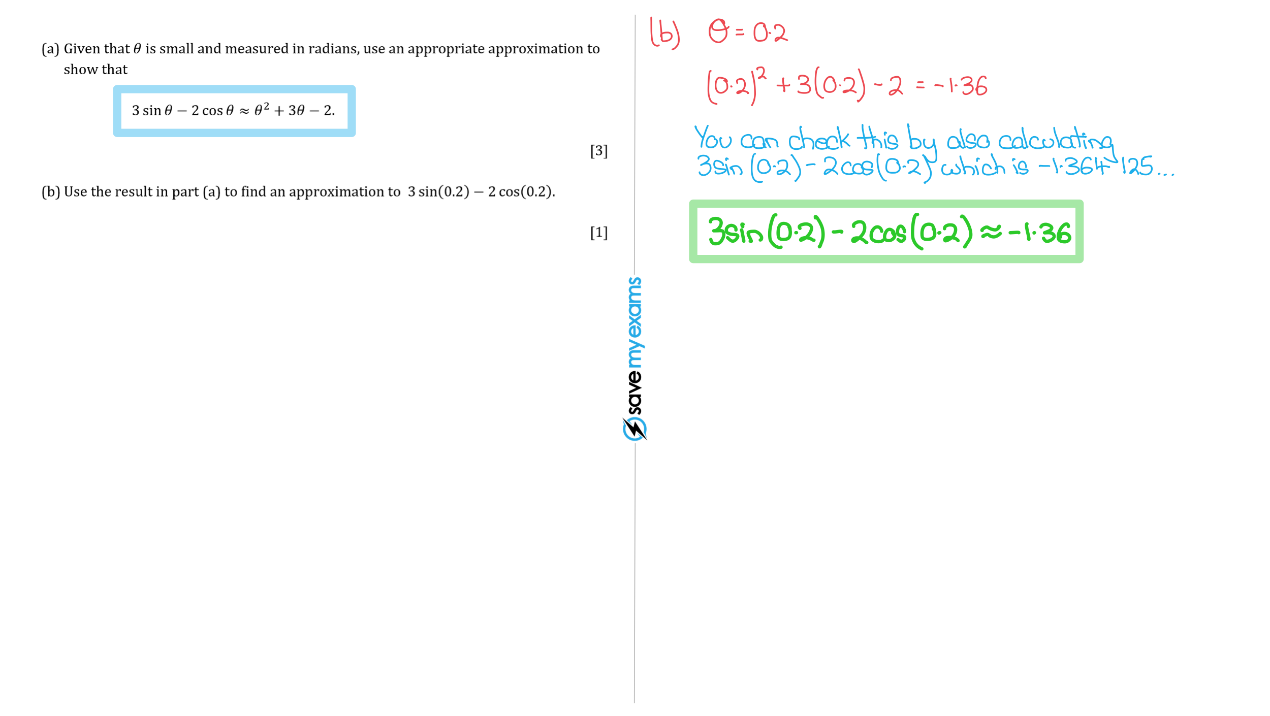 (a) Given that θ is small and measured in radians, use an appropriate approximation to
show that
3 sin θ − 2 cos θ ≈ θ² + 3θ − 2.
[3]
(b) Use the result in part (a) to find an approximation to 3 sin(0.2) − 2 cos(0.2).
[1]
save my exams
(b) θ = 0·2
(0·2)² + 3(0·2) - 2 = -1·36
You can check this by also calculating
3sin(0·2) - 2cos(0·2) which is -1·364 125...
3sin(0·2) - 2cos(0·2) ≈ -1·36